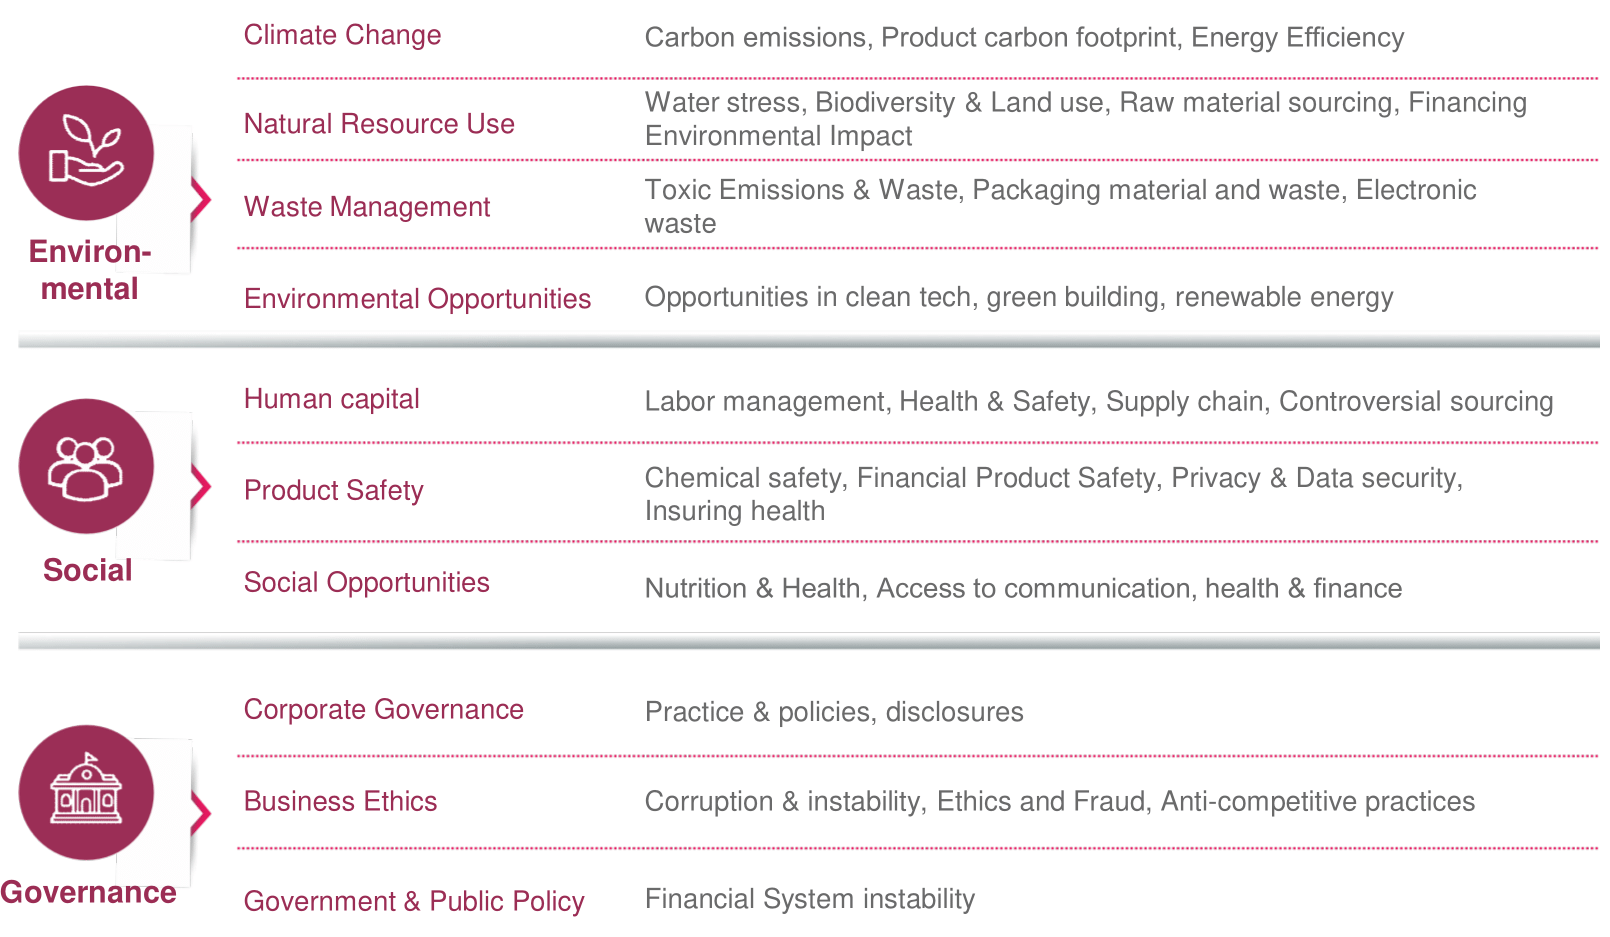 Environ-
mental
Climate Change
Carbon emissions, Product carbon footprint, Energy Efficiency
Natural Resource Use
Water stress, Biodiversity & Land use, Raw material sourcing, Financing
Environmental Impact
Waste Management
Toxic Emissions & Waste, Packaging material and waste, Electronic
waste
Environmental Opportunities
Opportunities in clean tech, green building, renewable energy
Social
Human capital
Labor management, Health & Safety, Supply chain, Controversial sourcing
Product Safety
Chemical safety, Financial Product Safety, Privacy & Data security,
Insuring health
Social Opportunities
Nutrition & Health, Access to communication, health & finance
Governance
Corporate Governance
Practice & policies, disclosures
Business Ethics
Corruption & instability, Ethics and Fraud, Anti-competitive practices
Government & Public Policy
Financial System instability